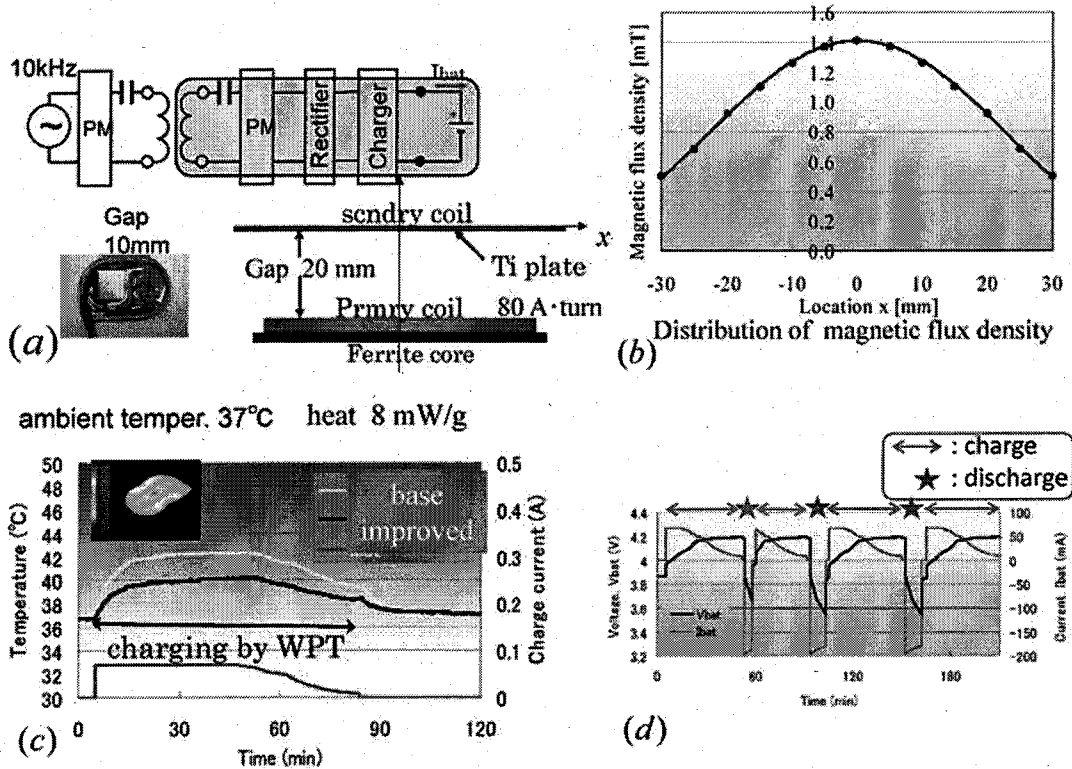 10kHz
PM
PM
Rectifier
Charger
Ibat
Gap
10mm
scndry coil
x
Gap 20 mm
Ti plate
Prmry coil 80 A·turn
Ferrite core
(a)
Magnetic flux density [mT]
1.6
1.4
1.2
1.0
0.8
0.6
0.4
0.2
0.0
-30 -20 -10 0 10 20 30
Location x [mm]
Distribution of magnetic flux density
(b)
ambient temper. 37°C heat 8 mW/g
Temperature (°C)
50
48
46
44
42
40
38
36
34
32
30
base
improved
charging by WPT
0.5
0.4
0.3
0.2
0.1
0
Charge current (A)
0 30 60 90 120
Time (min)
(c)
: charge
: discharge
Voltage, Vbat (V)
4.4
4.2
4
3.8
3.6
3.4
3.2
Vbat
100
50
0
-50
-100
-150
-200
Current Ibat (mA)
0 60 120 180
Time (min)
(d)